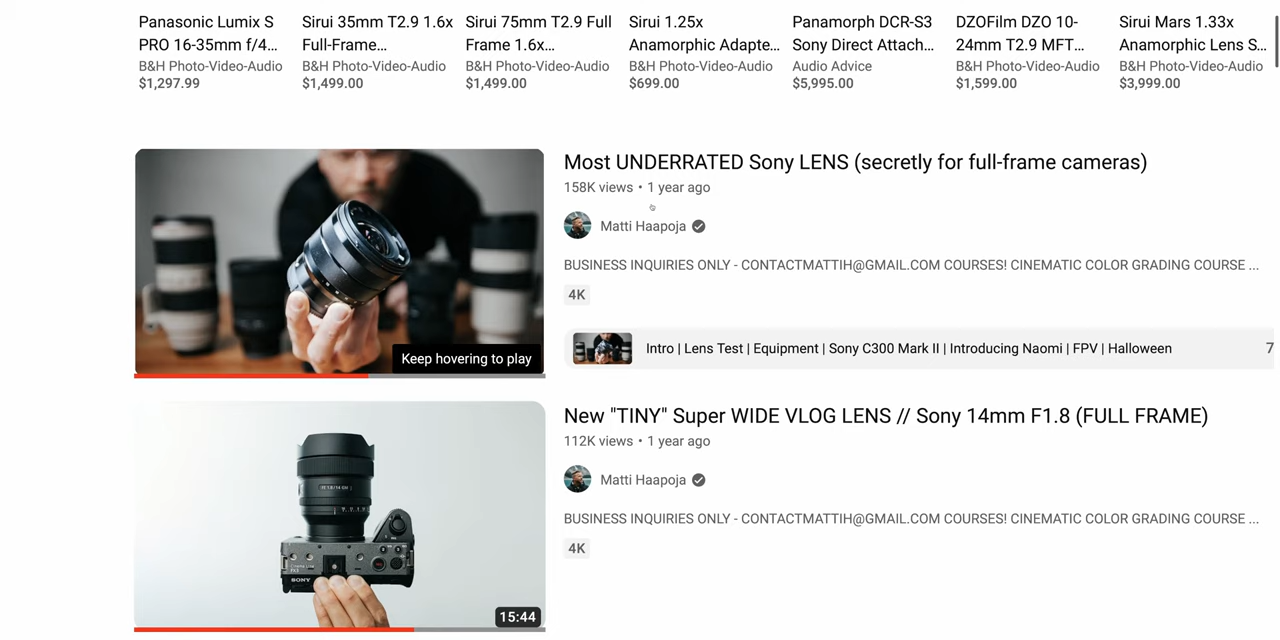 Panasonic Lumix S
PRO 16-35mm f/4...
B&H Photo-Video-Audio
$1,297.99
Sirui 35mm T2.9 1.6x
Full-Frame...
B&H Photo-Video-Audio
$1,499.00
Sirui 75mm T2.9 Full
Frame 1.6x...
B&H Photo-Video-Audio
$1,499.00
Sirui 1.25x
Anamorphic Adapte...
B&H Photo-Video-Audio
$699.00
Panamorph DCR-S3
Sony Direct Attach...
Audio Advice
$5,995.00
DZOFilm DZO 10-
24mm T2.9 MFT...
B&H Photo-Video-Audio
$1,599.00
Sirui Mars 1.33x
Anamorphic Lens S...
B&H Photo-Video-Audio
$3,999.00
Keep hovering to play
Most UNDERRATED Sony LENS (secretly for full-frame cameras)
158K views • 1 year ago
Matti Haapoja
BUSINESS INQUIRIES ONLY - CONTACTMATTIH@GMAIL.COM COURSES! CINEMATIC COLOR GRADING COURSE ...
4K
Intro | Lens Test | Equipment | Sony C300 Mark II | Introducing Naomi | FPV | Halloween
7
SONY
15:44
New "TINY" Super WIDE VLOG LENS // Sony 14mm F1.8 (FULL FRAME)
112K views • 1 year ago
Matti Haapoja
BUSINESS INQUIRIES ONLY - CONTACTMATTIH@GMAIL.COM COURSES! CINEMATIC COLOR GRADING COURSE ...
4K